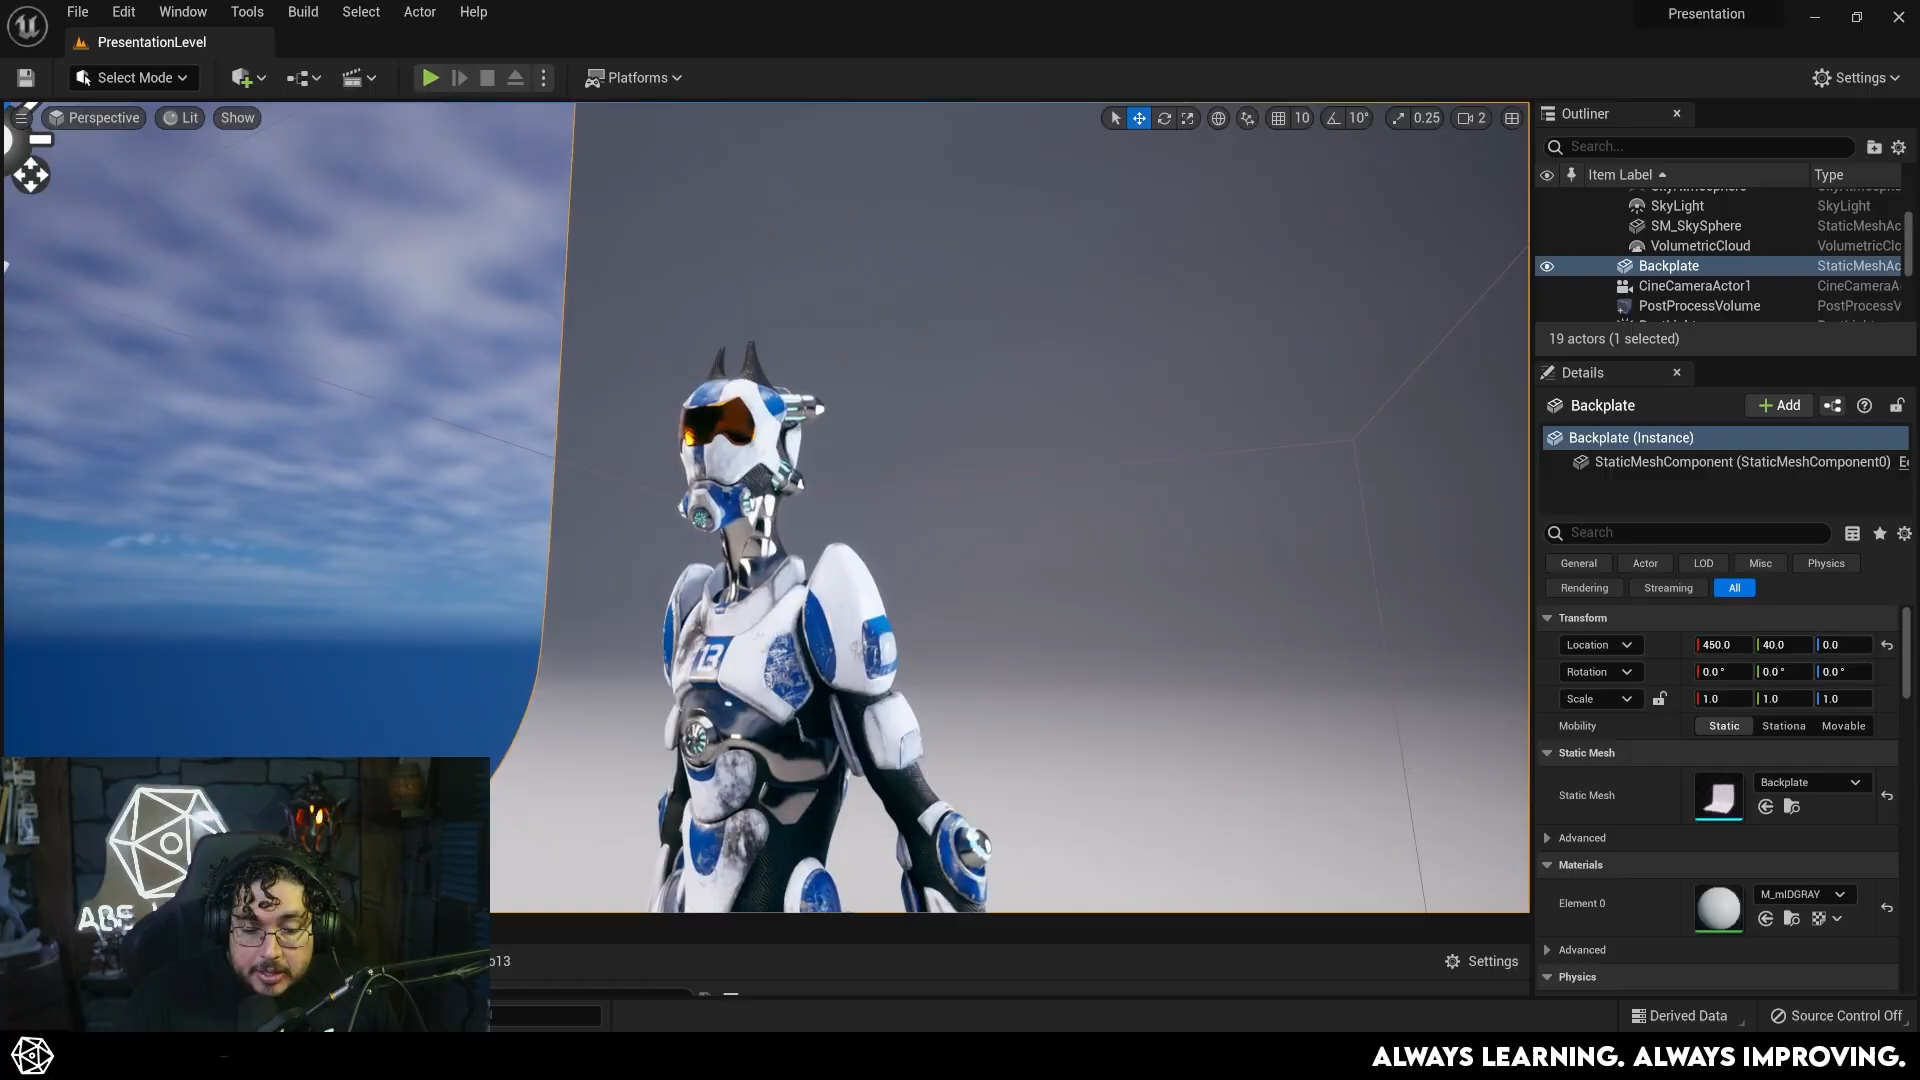 File Edit Window Tools Build Select Actor Help
Presentation
PresentationLevel
Select Mode
Platforms
Settings
Perspective Lit Show
10 10° 0.25 2
Outliner
Search...
Item Label Type
SkyAtmosphere SkyAtmosphe
SkyLight SkyLight
SM_SkySphere StaticMeshAc
VolumetricCloud VolumetricClo
Backplate StaticMeshAc
CineCameraActor1 CineCameraA
PostProcessVolume PostProcessV
19 actors (1 selected)
Details
Backplate
Add
Backplate (Instance)
StaticMeshComponent (StaticMeshComponent0)
Search
General Actor LOD Misc Physics
Rendering Streaming All
Transform
Location 450.0 40.0 0.0
Rotation 0.0° 0.0° 0.0°
Scale 1.0 1.0 1.0
Mobility Static Stationa Movable
Static Mesh
Static Mesh Backplate
Advanced
Materials
Element 0 M_mIDGRAY
Advanced
Physics
13
ABE
o13
Settings
Derived Data Source Control Off
ALWAYS LEARNING. ALWAYS IMPROVING.